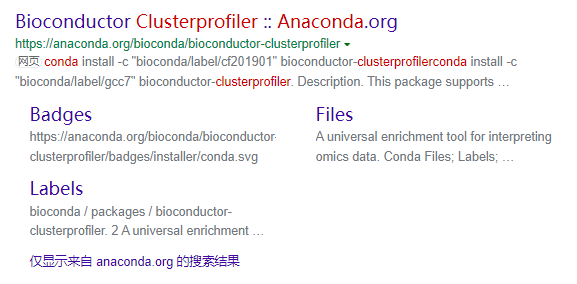 Bioconductor Clusterprofiler :: Anaconda.org
https://anaconda.org/bioconda/bioconductor-clusterprofiler
网页 conda install -c "bioconda/label/cf201901" bioconductor-clusterprofilerconda install -c
"bioconda/label/gcc7" bioconductor-clusterprofiler. Description. This package supports …
Badges
https://anaconda.org/bioconda/bioconductor-
clusterprofiler/badges/installer/conda.svg
Files
A universal enrichment tool for interpreting
omics data. Conda Files; Labels; …
Labels
bioconda / packages / bioconductor-
clusterprofiler. 2 A universal enrichment …
仅显示来自 anaconda.org 的搜索结果